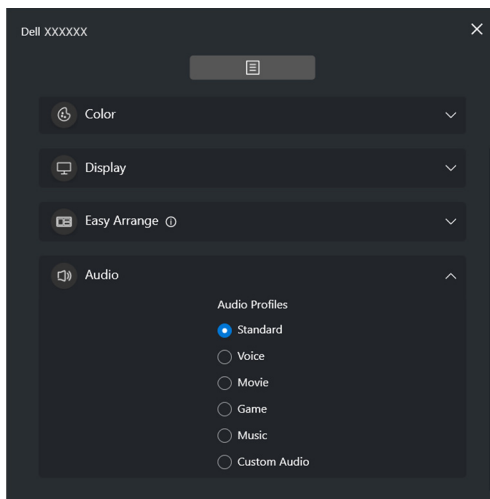 Dell XXXXXX
Color
Display
Easy Arrange
Audio
Audio Profiles
Standard
Voice
Movie
Game
Music
Custom Audio